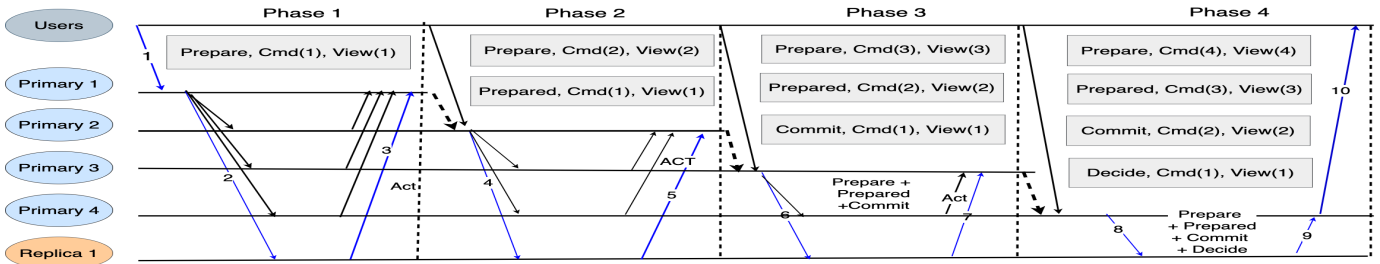 Phase 1
Phase 2
Phase 3
Phase 4
Users
Primary 1
Primary 2
Primary 3
Primary 4
Replica 1
Prepare, Cmd(1), View(1)
1
2
3
Act
Prepare, Cmd(2), View(2)
Prepared, Cmd(1), View(1)
4
ACT
5
Prepare, Cmd(3), View(3)
Prepared, Cmd(2), View(2)
Commit, Cmd(1), View(1)
6
Prepare +
Prepared
+Commit
Act
7
Prepare, Cmd(4), View(4)
Prepared, Cmd(3), View(3)
Commit, Cmd(2), View(2)
Decide, Cmd(1), View(1)
8
Prepare
+ Prepared
+ Commit
+ Decide
9
10